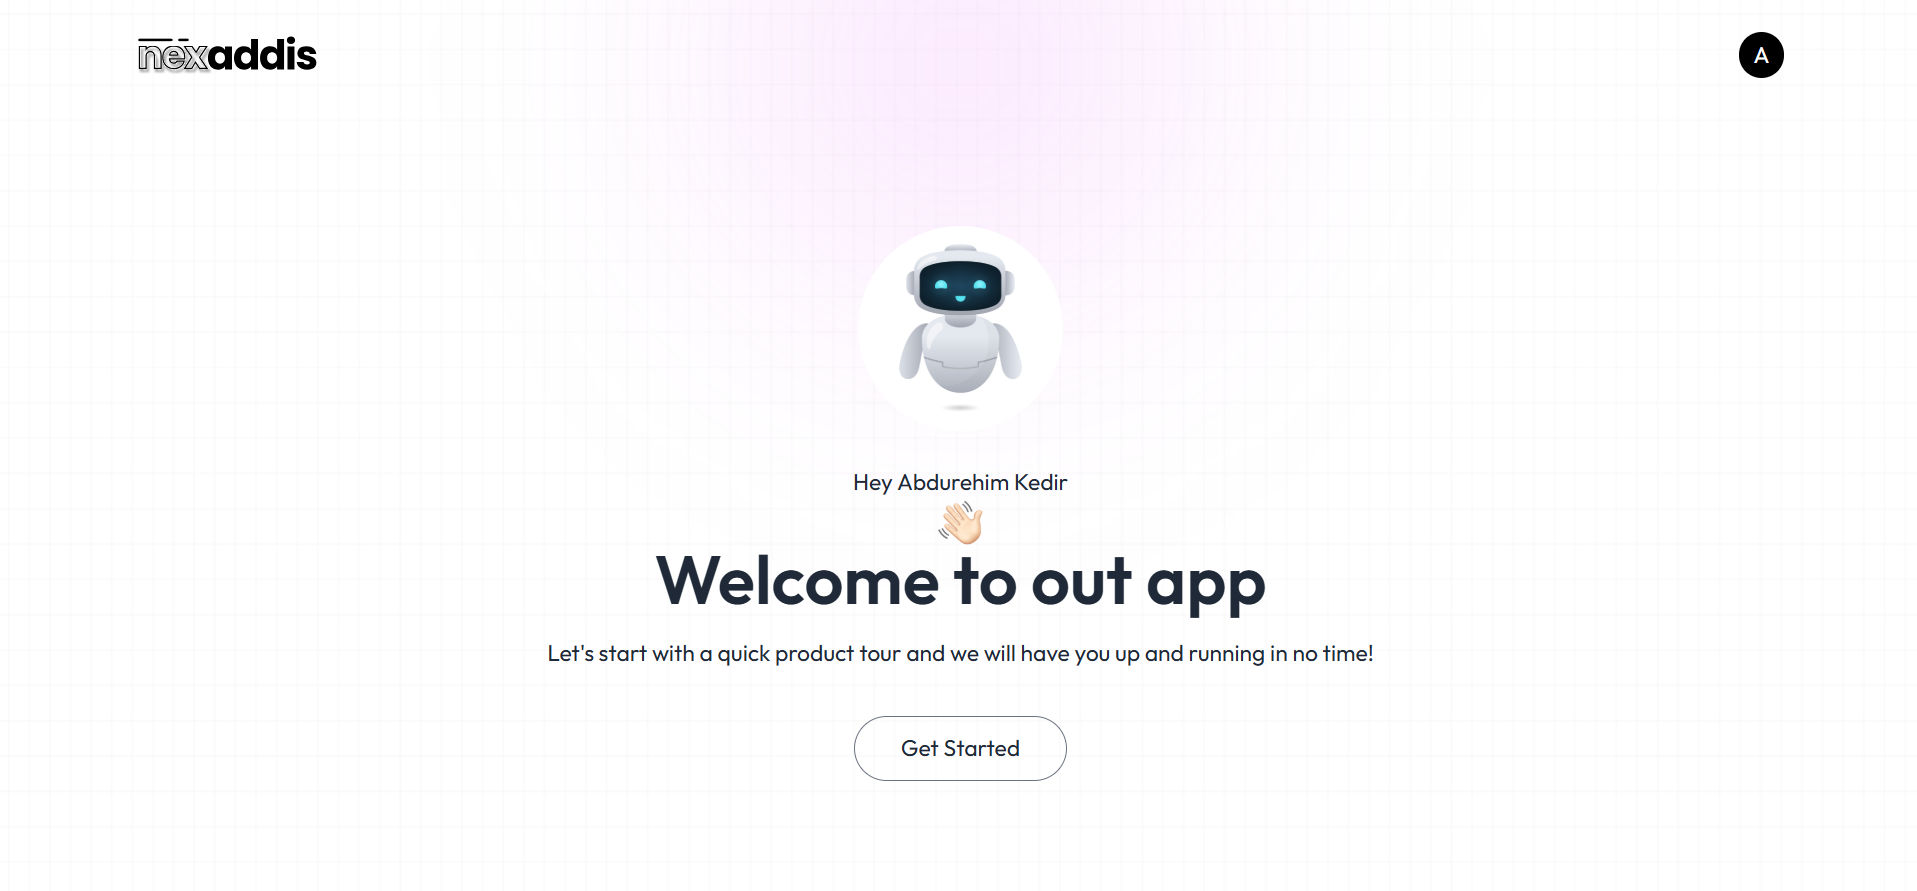 nexaddis
A
Hey Abdurehim Kedir
Welcome to out app
Let's start with a quick product tour and we will have you up and running in no time!
Get Started